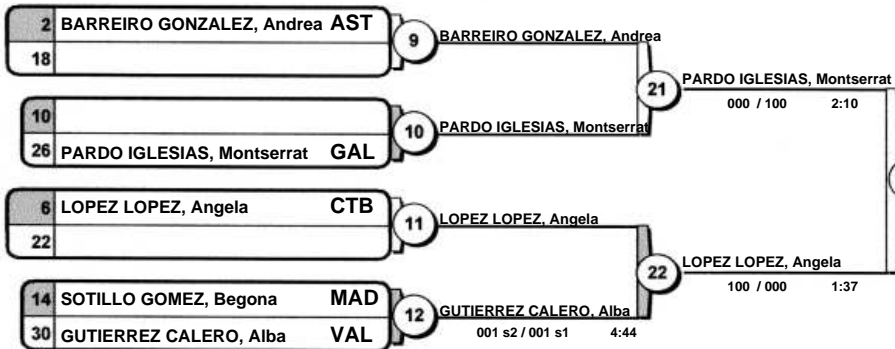 2 BARREIRO GONZALEZ, Andrea AST
18
9
BARREIRO GONZALEZ, Andrea
21
PARDO IGLESIAS, Montserrat
000 / 100 2:10
10
26 PARDO IGLESIAS, Montserrat GAL
10
PARDO IGLESIAS, Montserrat
6 LOPEZ LOPEZ, Angela CTB
22
11
LOPEZ LOPEZ, Angela
22
LOPEZ LOPEZ, Angela
100 / 000 1:37
14 SOTILLO GOMEZ, Begona MAD
30 GUTIERREZ CALERO, Alba VAL
12
GUTIERREZ CALERO, Alba
001 s2 / 001 s1 4:44